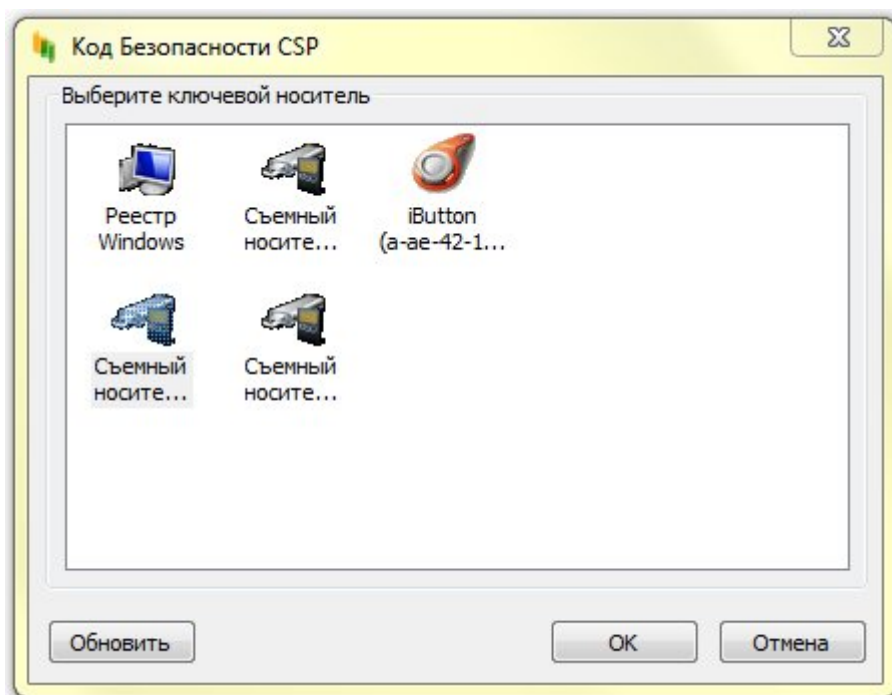 Код Безопасности CSP
Выберите ключевой носитель
Реестр
Windows
Съемный
носите...
iButton
(a-ae-42-1...
Съемный
носите...
Съемный
носите...
Обновить
OK
Отмена